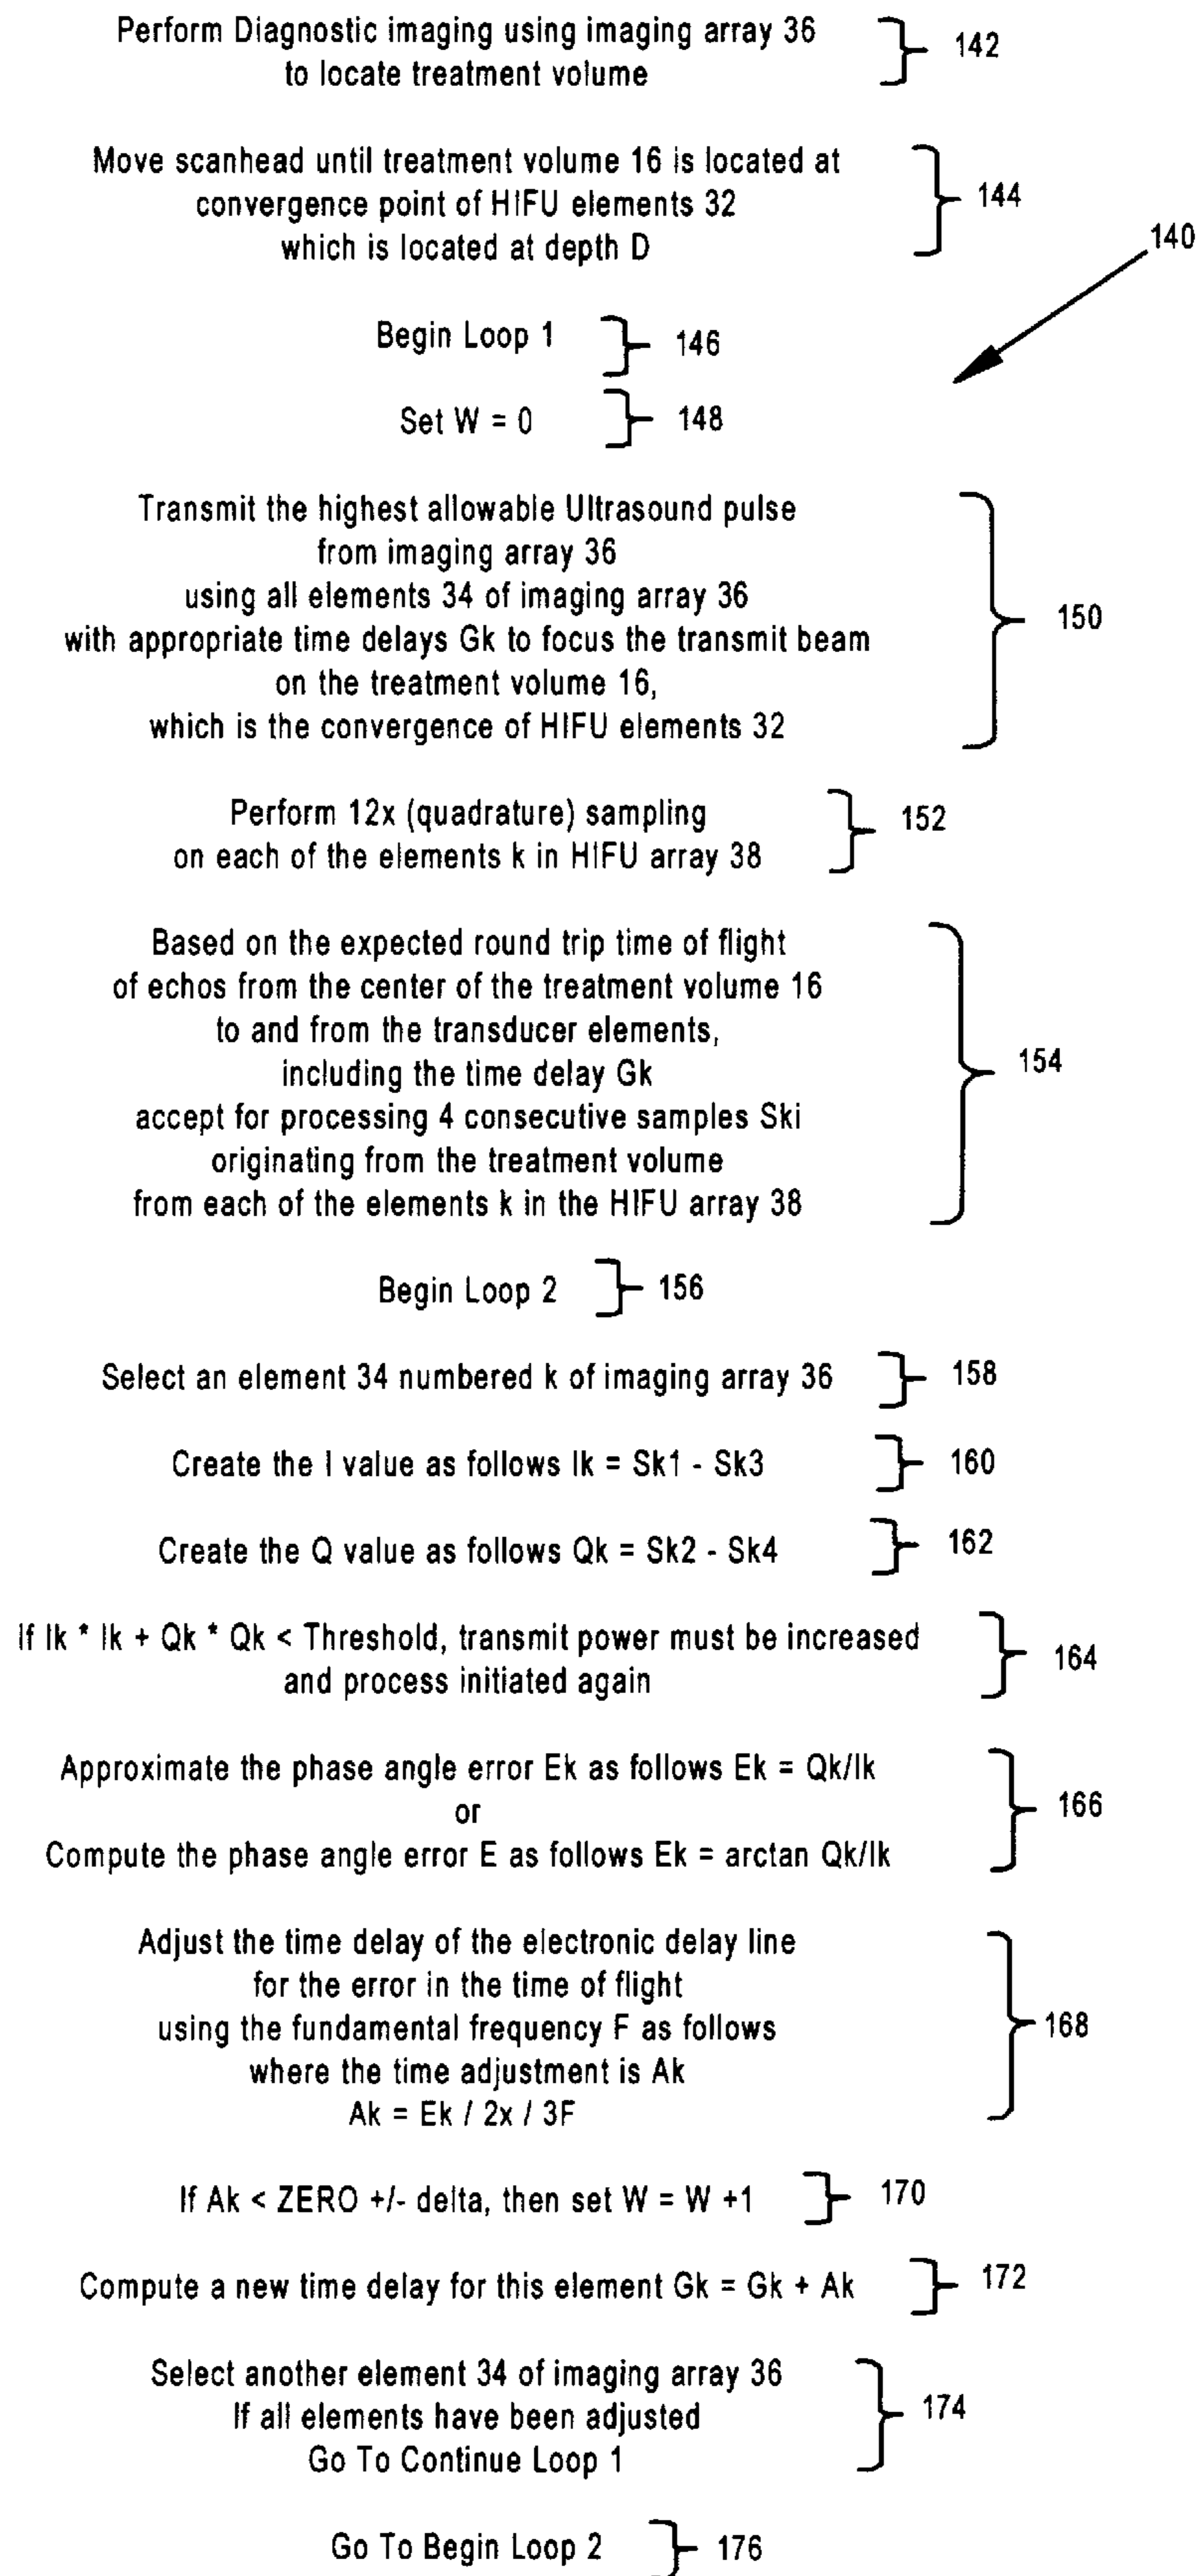 Perform Diagnostic imaging using imaging array 36
to locate treatment volume
142
Move scanhead until treatment volume 16 is located at
convergence point of HIFU elements 32
which is located at depth D
144
140
Begin Loop 1
146
Set W = 0
148
Transmit the highest allowable Ultrasound pulse
from imaging array 36
using all elements 34 of imaging array 36
with appropriate time delays Gk to focus the transmit beam
on the treatment volume 16,
which is the convergence of HIFU elements 32
150
Perform 12x (quadrature) sampling
on each of the elements k in HIFU array 38
152
Based on the expected round trip time of flight
of echos from the center of the treatment volume 16
to and from the transducer elements,
including the time delay Gk
accept for processing 4 consecutive samples Ski
originating from the treatment volume
from each of the elements k in the HIFU array 38
154
Begin Loop 2
156
Select an element 34 numbered k of imaging array 36
158
Create the I value as follows Ik = Sk1 - Sk3
160
Create the Q value as follows Qk = Sk2 - Sk4
162
If Ik * Ik + Qk * Qk < Threshold, transmit power must be increased
and process initiated again
164
Approximate the phase angle error Ek as follows Ek = Qk/Ik
or
Compute the phase angle error E as follows Ek = arctan Qk/Ik
166
Adjust the time delay of the electronic delay line
for the error in the time of flight
using the fundamental frequency F as follows
where the time adjustment is Ak
Ak = Ek / 2x / 3F
168
If Ak < ZERO +/- delta, then set W = W +1
170
Compute a new time delay for this element Gk = Gk + Ak
172
Select another element 34 of imaging array 36
If all elements have been adjusted
Go To Continue Loop 1
174
Go To Begin Loop 2
176